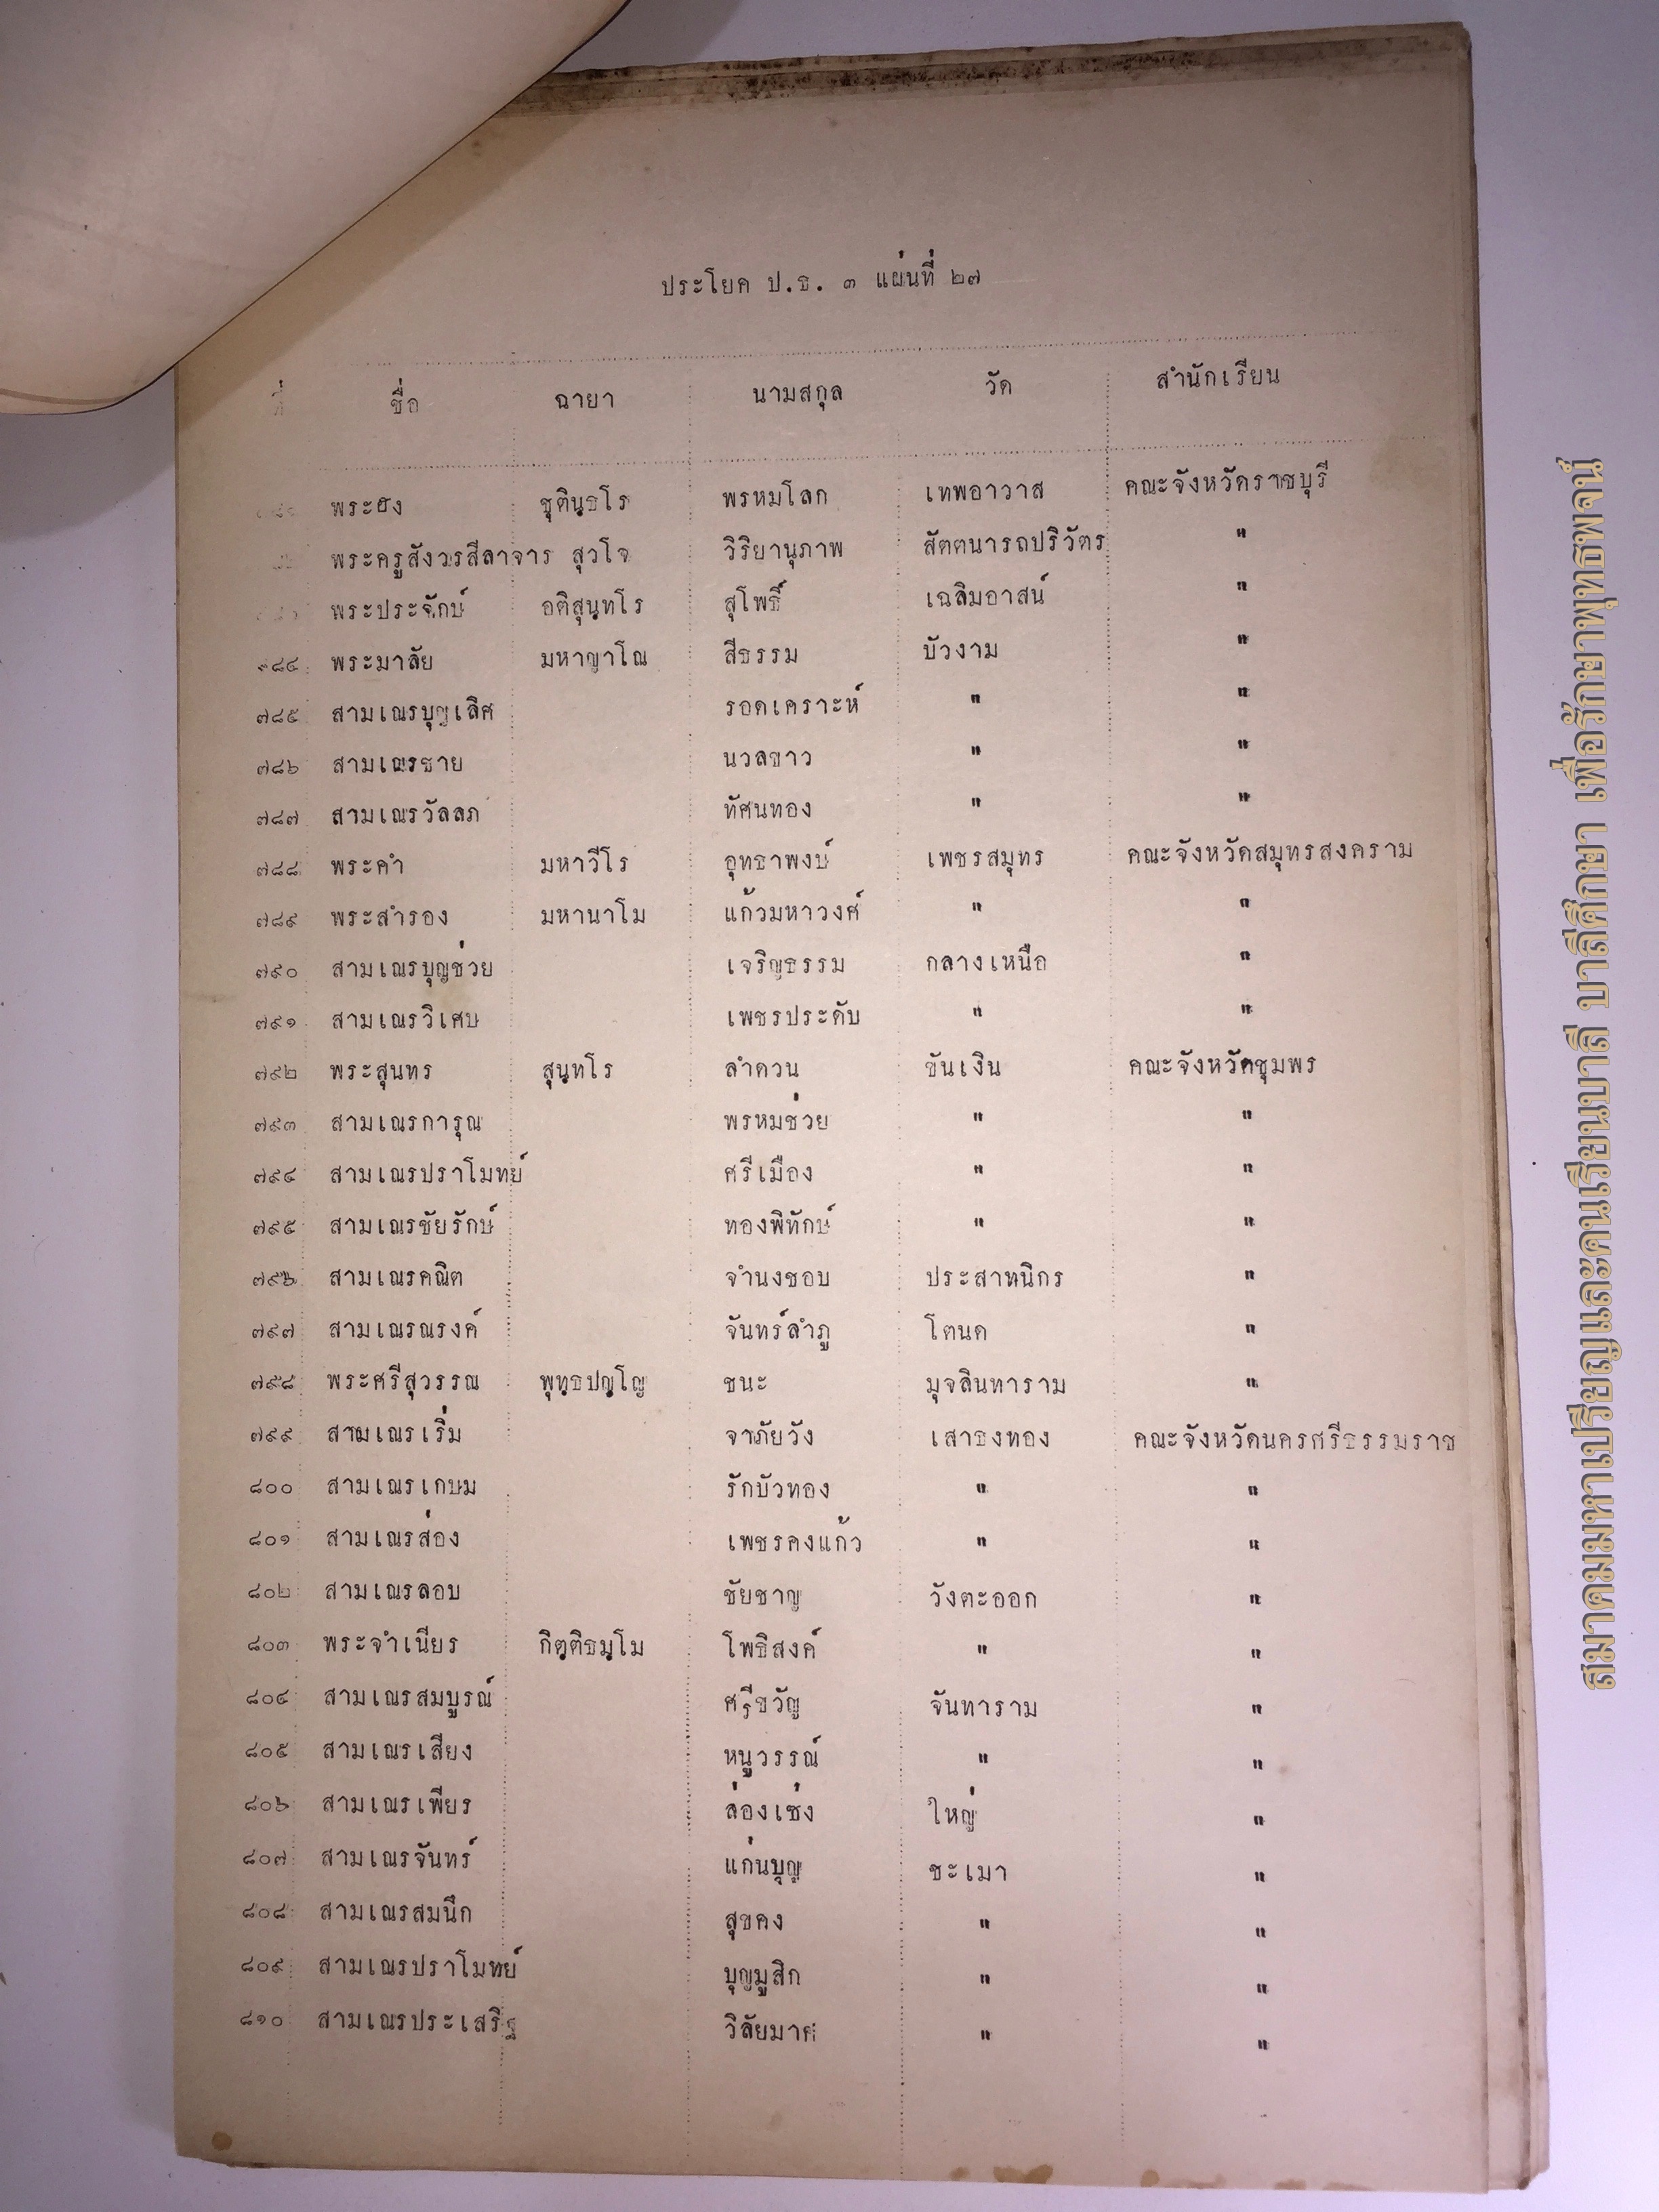 ประโยค ป.ธ. ๓ แผ่นที่ ๒๗
ที่ ชื่อ ฉายา นามสกุล วัด สำนักเรียน
พระฮง ชุตินฺธโร พรหมโลก เทพอาวาส คณะจังหวัดราชบุรี
พระครูสังวรสีลาจาร สุวโจ วิริยานุภาพ สัตตนารถปริวัตร "
พระประจักษ์ อติสุนฺทโร สุโพธิ์ เฉลิมอาสน์ "
๗๘๔ พระมาลัย มหาญาโณ สีธรรม บัวงาม "
๗๘๕ สามเณรบุญเลิศ รอดเคราะห์ " "
๗๘๖ สามเณรชาย นวลขาว " "
๗๘๗ สามเณรวัลลภ ทัศนทอง " "
๗๘๘ พระคำ มหาวีโร อุทธาพงษ์ เพชรสมุทร คณะจังหวัดสมุทรสงคราม
๗๘๙ พระสำรอง มหานาโม แก้วมหาวงศ์ " "
๗๙๐ สามเณรบุญช่วย เจริญธรรม กลางเหนือ "
๗๙๑ สามเณรวิเศษ เพชรประดับ " "
๗๙๒ พระสุนทร สุนฺทโร ลำดวน ขันเงิน คณะจังหวัดชุมพร
๗๙๓ สามเณรการุณ พรหมช่วย " "
๗๙๔ สามเณรปราโมทย์ ศรีเมือง " "
๗๙๕ สามเณรชัยรักษ์ ทองพิทักษ์ " "
๗๙๖ สามเณรคณิต จำนงชอบ ประสาทนิกร "
๗๙๗ สามเณรณรงค์ จันทร์ลำภู โตนด "
๗๙๘ พระศรีสุวรรณ พุทฺธปญฺโญ ชนะ มุจลินทาราม "
๗๙๙ สามเณรเริ่ม จาภัยวัง เสาธงทอง คณะจังหวัดนครศรีธรรมราช
๘๐๐ สามเณรเกษม รักบัวทอง " "
๘๐๑ สามเณรส่อง เพชรคงแก้ว " "
๘๐๒ สามเณรลอบ ชัยชาญ วังตะออก "
๘๐๓ พระจำเนียร กิตฺติธมฺโม โพธิสงค์ " "
๘๐๔ สามเณรสมบูรณ์ ศรีขวัญ จันทาราม "
๘๐๕ สามเณรเสียง หนูวรรณ์ " "
๘๐๖ สามเณรเพียร ล่องเซ่ง ใหญ่ "
๘๐๗ สามเณรจันทร์ แก่นบุญ ชะเมา "
๘๐๘ สามเณรสมนึก สุขคง " "
๘๐๙ สามเณรปราโมทย์ บุญมูสิก " "
๘๑๐ สามเณรประเสริฐ วิลัยมาศ " "
สมาคมมหาเปรียญและคนเรียนบาลี บาลีศึกษา เพื่อรักษาพุทธพจน์